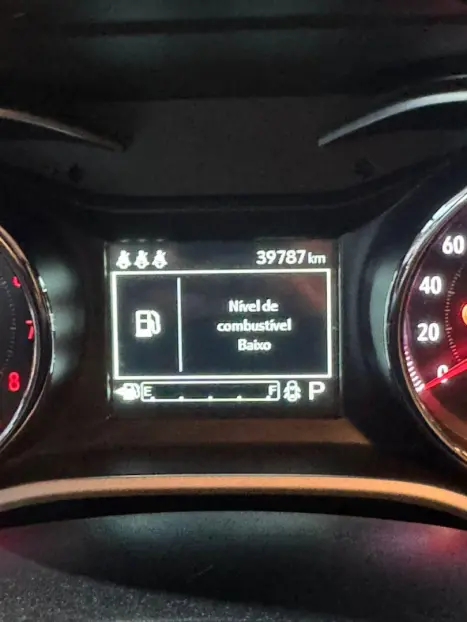 39787 km
Nível de
combustível
Baixo
E F P
7
8
60
40
20
0